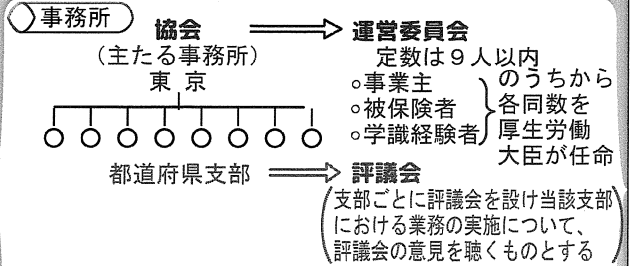 事務所
協会
(主たる事務所)
東京
都道府県支部
運営委員会
定数は9人以内
○事業主
○被保険者
○学識経験者
のうちから
各同数を
厚生労働
大臣が任命
評議会
(支部ごとに評議会を設け当該支部
における業務の実施について、
評議会の意見を聴くものとする)